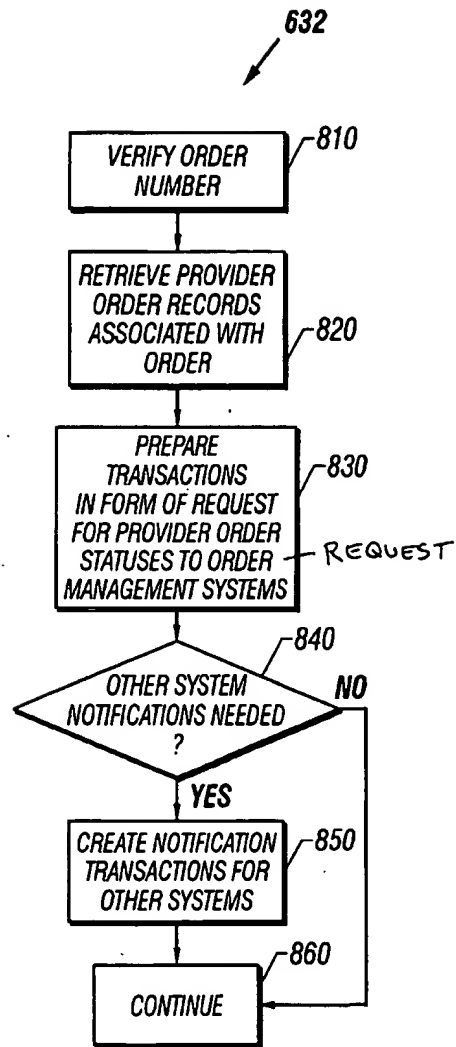 632
VERIFY ORDER
NUMBER
810
RETRIEVE PROVIDER
ORDER RECORDS
ASSOCIATED WITH
ORDER
820
PREPARE
TRANSACTIONS
IN FORM OF REQUEST
FOR PROVIDER ORDER
STATUSES TO ORDER
MANAGEMENT SYSTEMS
830
REQUEST
840
OTHER SYSTEM
NOTIFICATIONS NEEDED
?
NO
YES
CREATE NOTIFICATION
TRANSACTIONS FOR
OTHER SYSTEMS
850
860
CONTINUE